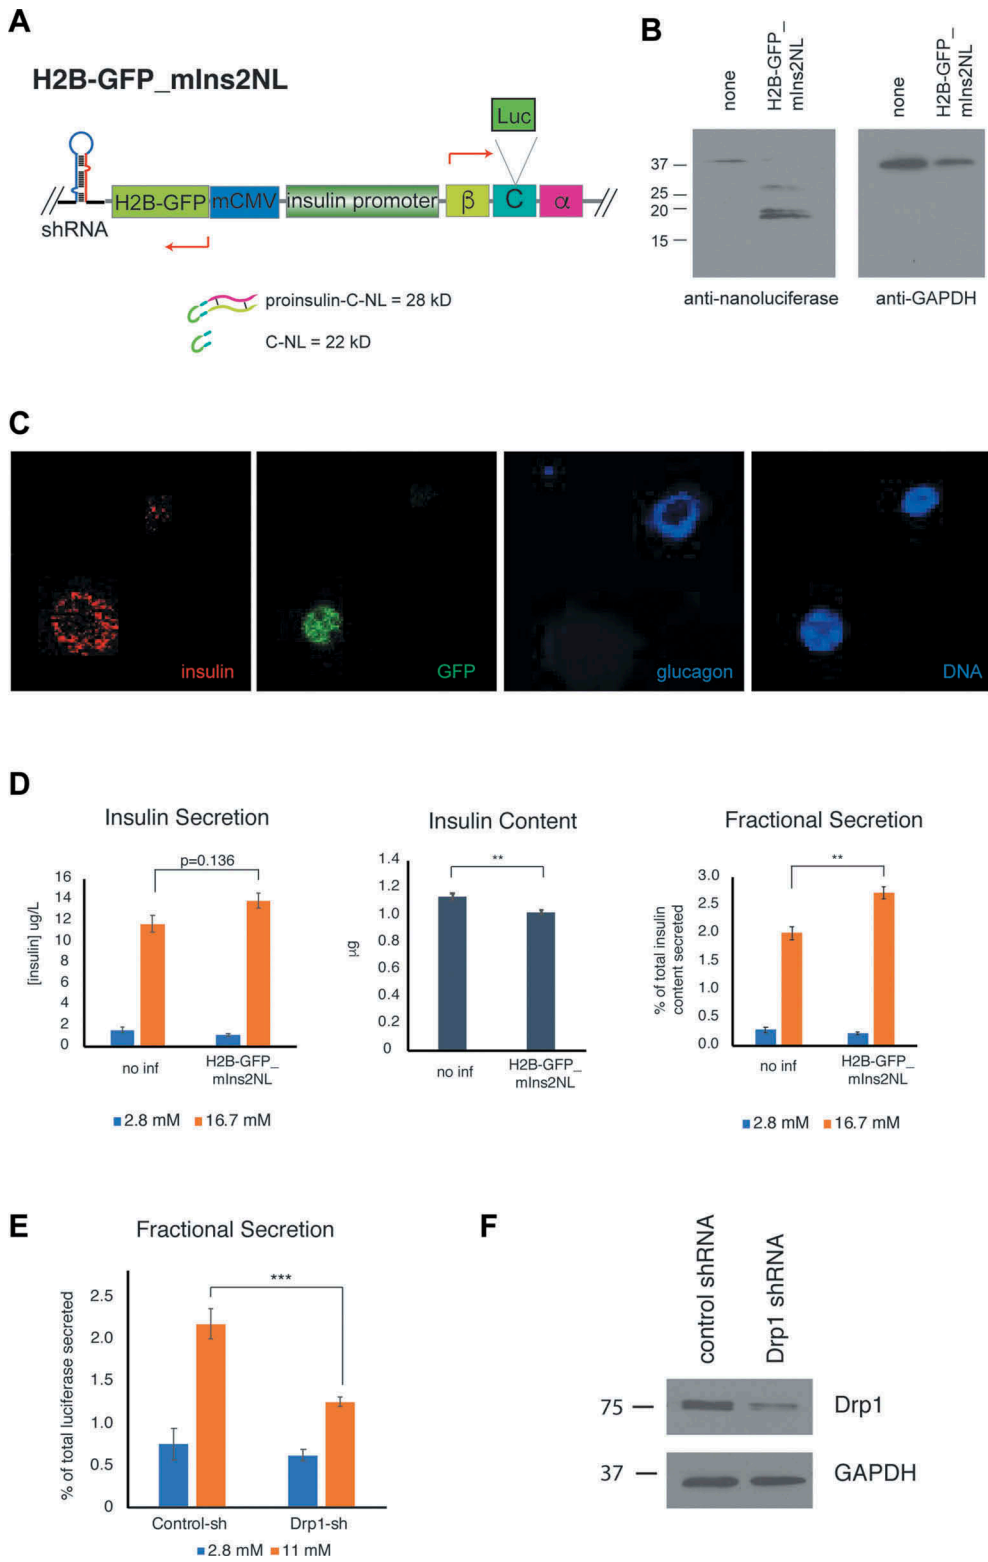 A
H2B-GFP_mIns2NL
Luc
H2B-GFP
mCMV
insulin promoter
β
C
α
shRNA
proinsulin-C-NL = 28 kD
C-NL = 22 kD
B
none
H2B-GFP_
mIns2NL
none
H2B-GFP_
mIns2NL
37
25
20
15
anti-nanoluciferase
anti-GAPDH
C
insulin
GFP
glucagon
DNA
D
Insulin Secretion
p=0.136
[insulin] ug/L
16
14
12
10
8
6
4
2
0
no inf
H2B-GFP_
mIns2NL
2.8 mM
16.7 mM
Insulin Content
**
µg
1.4
1.2
1.0
0.8
0.6
0.4
0.2
0
no inf
H2B-GFP_
mIns2NL
Fractional Secretion
**
% of total insulin
content secreted
3.0
2.5
2.0
1.5
1.0
0.5
0.0
no inf
H2B-GFP_
mIns2NL
2.8 mM
16.7 mM
E
Fractional Secretion
***
% of total luciferase secreted
2.5
2.0
1.5
1.0
0.5
0
Control-sh
Drp1-sh
2.8 mM
11 mM
F
control shRNA
Drp1 shRNA
75
Drp1
37
GAPDH